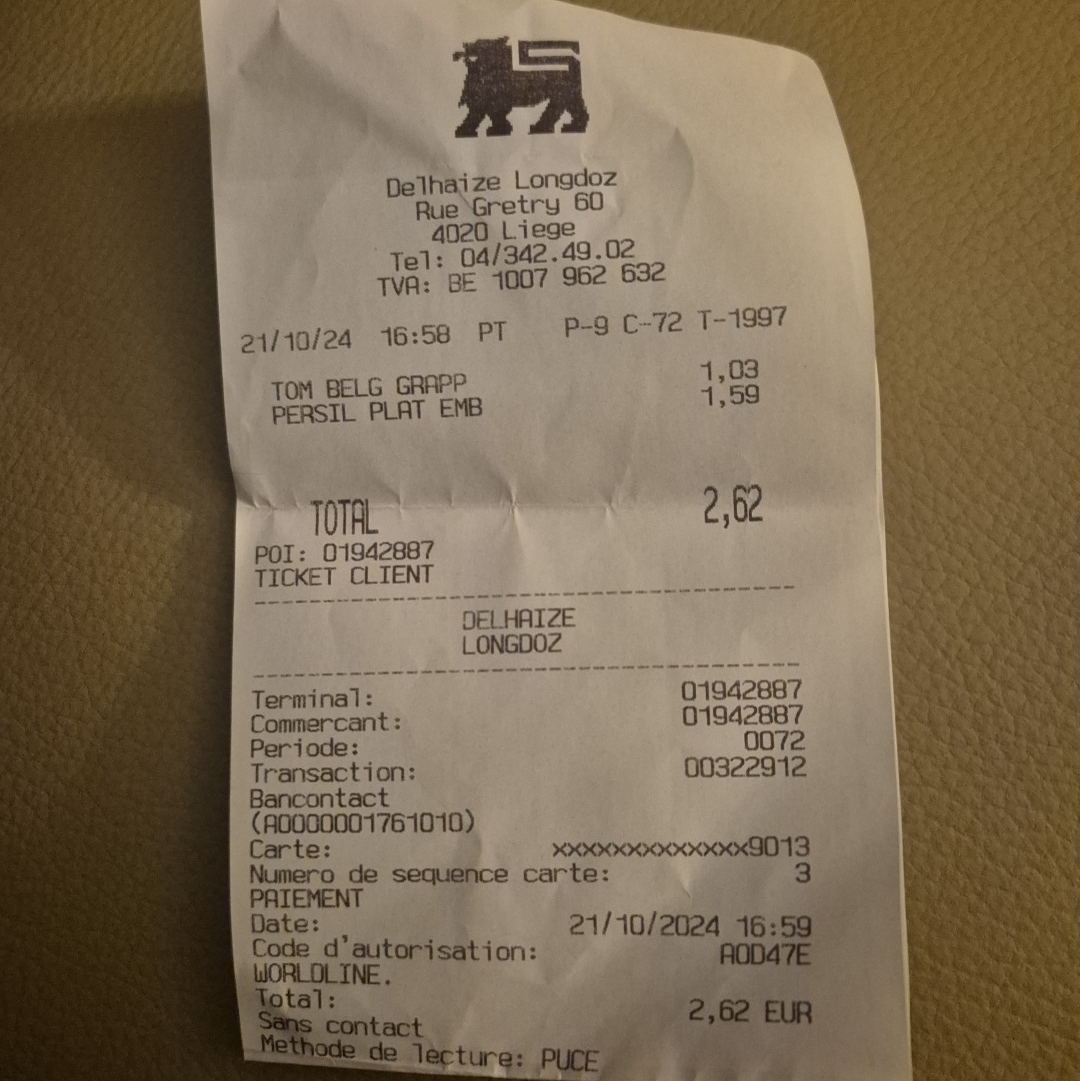 Delhaize Longdoz
Rue Gretry 60
4020 Liege
Tel: 04/342.49.02
TVA: BE 1007 962 632
21/10/24 16:58 PT P-9 C-72 T-1997
TOM BELG GRAPP 1,03
PERSIL PLAT EMB 1,59
TOTAL 2,62
POI: 01942887
TICKET CLIENT
--------------------------------------------
DELHAIZE
LONGDOZ
--------------------------------------------
Terminal: 01942887
Commercant: 01942887
Periode: 0072
Transaction: 00322912
Bancontact
(A0000001761010)
Carte: xxxxxxxxxxxxx9013
Numero de sequence carte: 3
PAIEMENT
Date: 21/10/2024 16:59
Code d'autorisation: A0D47E
WORLDLINE.
Total: 2,62 EUR
Sans contact
Methode de lecture: PUCE